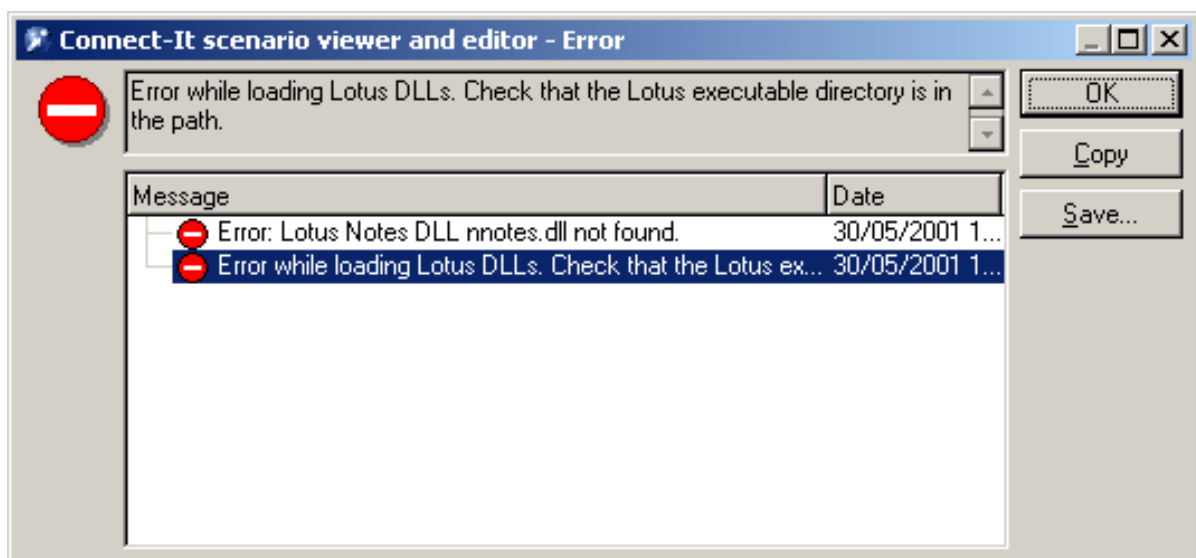 Connect-It scenario viewer and editor - Error
Error while loading Lotus DLLs. Check that the Lotus executable directory is in
the path.
OK
Copy
Save...
Message Date
Error: Lotus Notes DLL nnotes.dll not found. 30/05/2001 1...
Error while loading Lotus DLLs. Check that the Lotus ex... 30/05/2001 1...